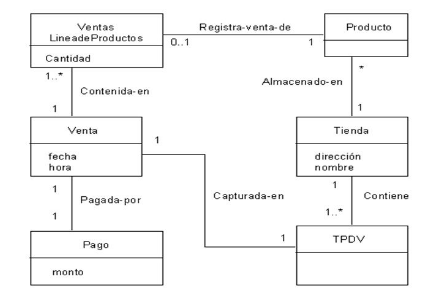 Ventas
LineadeProductos
Cantidad
Registra-venta-de
0..1
1
Producto
1..*
Contenida-en
1
*
Almacenado-en
1
Venta
fecha
hora
1
Tienda
dirección
nombre
1
Pagada-por
1
Capturada-en
1
Contiene
1..*
Pago
monto
1
TPDV